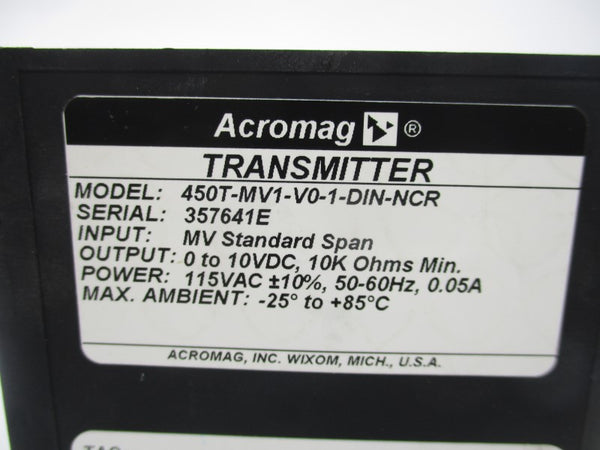 Acromag ®
TRANSMITTER
MODEL: 450T-MV1-V0-1-DIN-NCR
SERIAL: 357641E
INPUT: MV Standard Span
OUTPUT: 0 to 10VDC, 10K Ohms Min.
POWER: 115VAC ±10%, 50-60Hz, 0.05A
MAX. AMBIENT: -25° to +85°C
ACROMAG, INC. WIXOM, MICH., U.S.A.